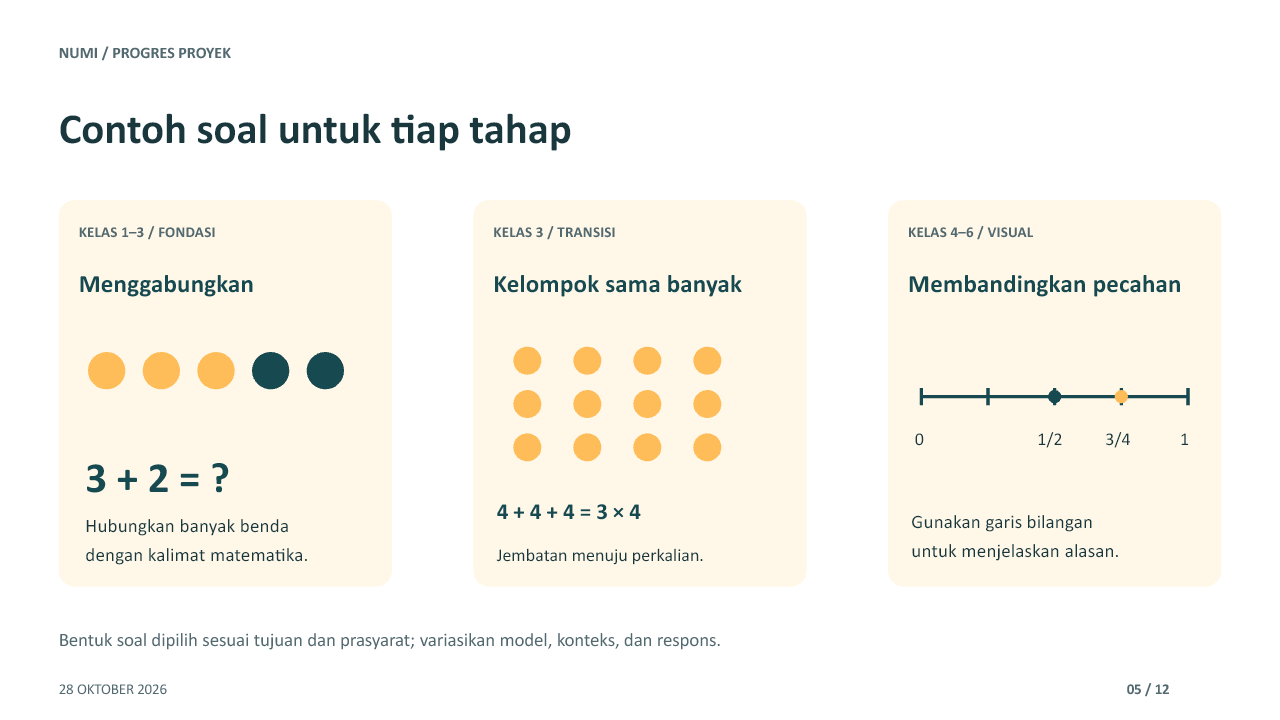 NUMI / PROGRES PROYEK
Contoh soal untuk tiap tahap
KELAS 1–3 / FONDASI
Menggabungkan
3 + 2 = ?
Hubungkan banyak benda
dengan kalimat matematika.
KELAS 3 / TRANSISI
Kelompok sama banyak
4 + 4 + 4 = 3 × 4
Jembatan menuju perkalian.
KELAS 4–6 / VISUAL
Membandingkan pecahan
0 1/2 3/4 1
Gunakan garis bilangan
untuk menjelaskan alasan.
Bentuk soal dipilih sesuai tujuan dan prasyarat; variasikan model, konteks, dan respons.
28 OKTOBER 2026
05 / 12